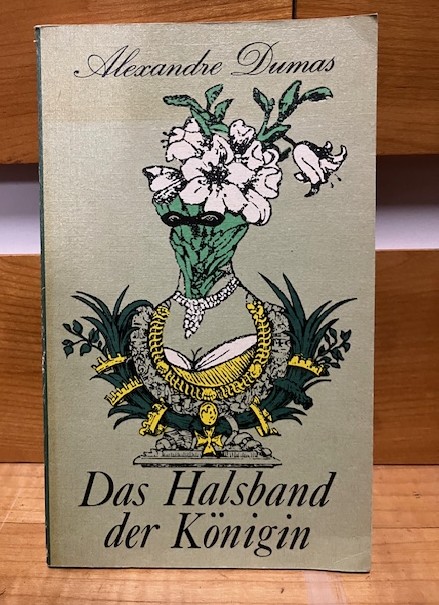 Alexandre Dumas
Das Halsband
der Königin